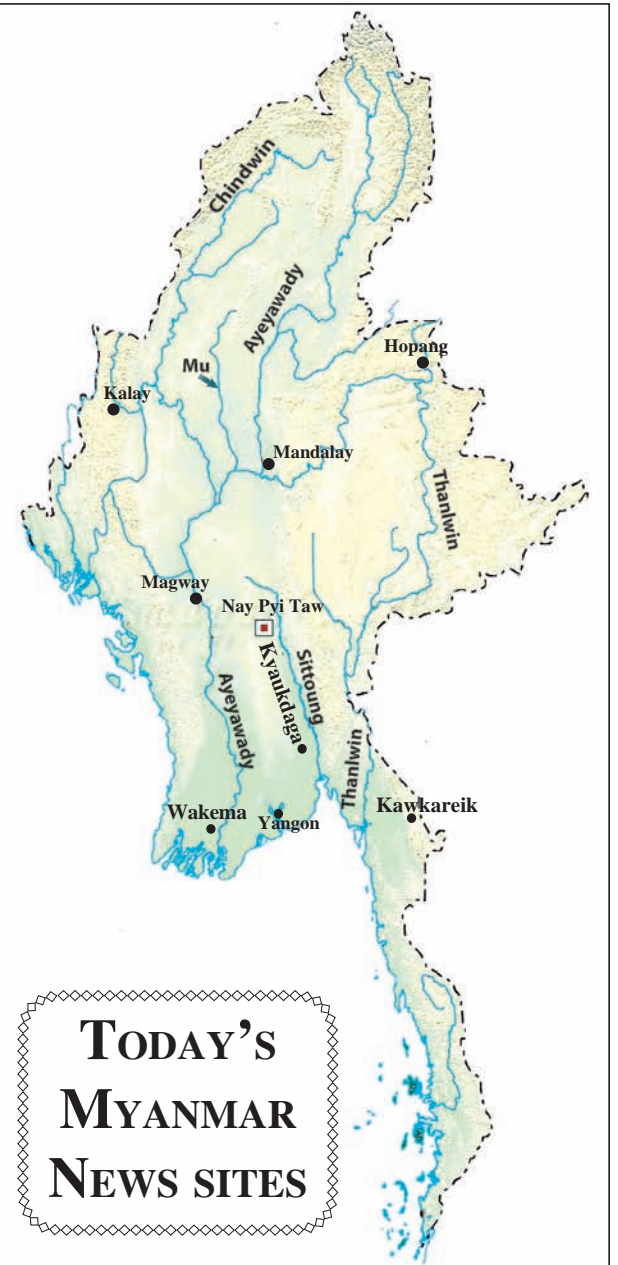 Chindwin
Ayeyawady
Hopang
Mu
Kalay
Mandalay
Thanlwin
Magway
Nay Pyi Taw
Kyaukdaga
Sittoung
Ayeyawady
Thanlwin
Wakema
Yangon
Kawkareik
TODAY'S
MYANMAR
NEWS SITES